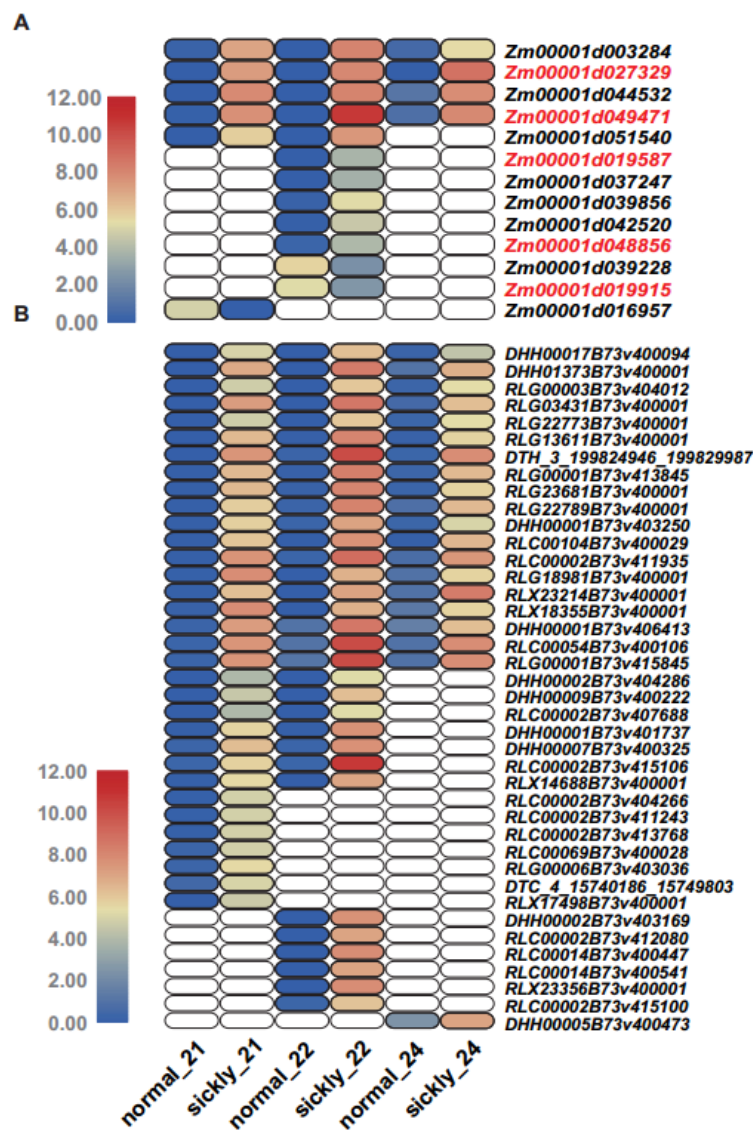 A
12.00
10.00
8.00
6.00
4.00
2.00
0.00
Zm00001d003284
Zm00001d027329
Zm00001d044532
Zm00001d049471
Zm00001d051540
Zm00001d019587
Zm00001d037247
Zm00001d039856
Zm00001d042520
Zm00001d048856
Zm00001d039228
Zm00001d019915
Zm00001d016957
B
12.00
10.00
8.00
6.00
4.00
2.00
0.00
DHH00017B73v400094
DHH01373B73v400001
RLG00003B73v404012
RLG03431B73v400001
RLG22773B73v400001
RLG13611B73v400001
DTH_3_199824946_199829987
RLG00001B73v413845
RLG23681B73v400001
RLG22789B73v400001
DHH00001B73v403250
RLC00104B73v400029
RLC00002B73v411935
RLG18981B73v400001
RLX23214B73v400001
RLX18355B73v400001
DHH00001B73v406413
RLC00054B73v400106
RLG00001B73v415845
DHH00002B73v404286
DHH00009B73v400222
RLC00002B73v407688
DHH00001B73v401737
DHH00007B73v400325
RLC00002B73v415106
RLX14688B73v400001
RLC00002B73v404266
RLC00002B73v411243
RLC00002B73v413768
RLC00069B73v400028
RLG00006B73v403036
DTC_4_15740186_15749803
RLX17498B73v400001
DHH00002B73v403169
RLC00002B73v412080
RLC00014B73v400447
RLC00014B73v400541
RLX23356B73v400001
RLC00002B73v415100
DHH00005B73v400473
normal_21
sickly_21
normal_22
sickly_22
normal_24
sickly_24